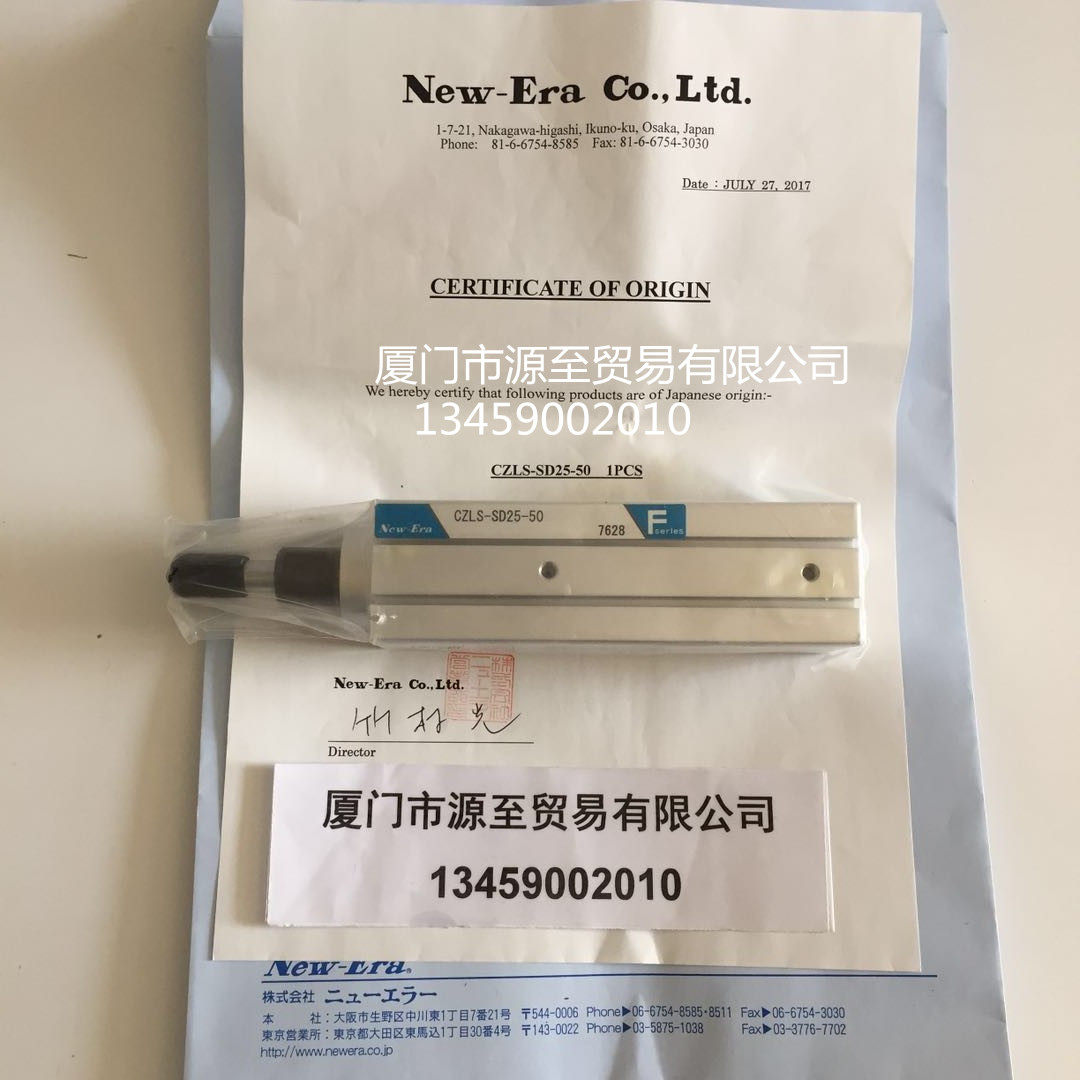 New-Era Co.,Ltd.
1-7-21, Nakagawa-higashi, Ikuno-ku, Osaka, Japan
Phone: 81-6-6754-8585 Fax: 81-6-6754-3030
Date : JULY 27, 2017
CERTIFICATE OF ORIGIN
厦门市源至贸易有限公司
We hereby certify that following products are of Japanese origin:-
13459002010
CZLS-SD25-50 1PCS
New-Era CZLS-SD25-50 7628 F series
New-Era Co.,Ltd.
Director
厦门市源至贸易有限公司
13459002010
New-Era®
株式会社 ニューエラー
本 社:大阪市生野区中川東1丁目7番21号 〒544-0006 Phone▶06-6754-8585・8511 Fax▶06-6754-3030
東京営業所:東京都大田区東馬込1丁目30番4号 〒143-0022 Phone▶03-5875-1038 Fax▶03-3776-7702
http://www.newera.co.jp